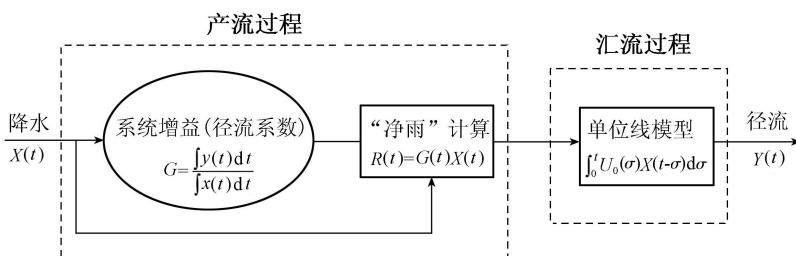 产流过程
汇流过程
降水
X(t)
系统增益(径流系数)
G=∫y(t)dt/∫x(t)dt
“净雨”计算
R(t)=G(t)X(t)
单位线模型
∫₀ᵗU₀(σ)X(t-σ)dσ
径流
Y(t)